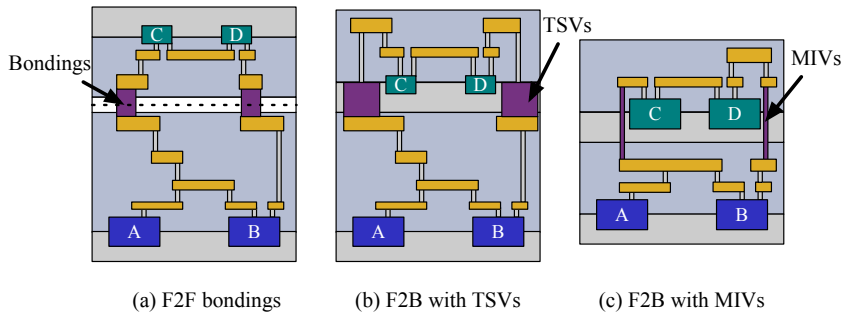 C D
Bondings
A B
(a) F2F bondings
TSVs
C D
A B
(b) F2B with TSVs
MIVs
C D
A B
(c) F2B with MIVs